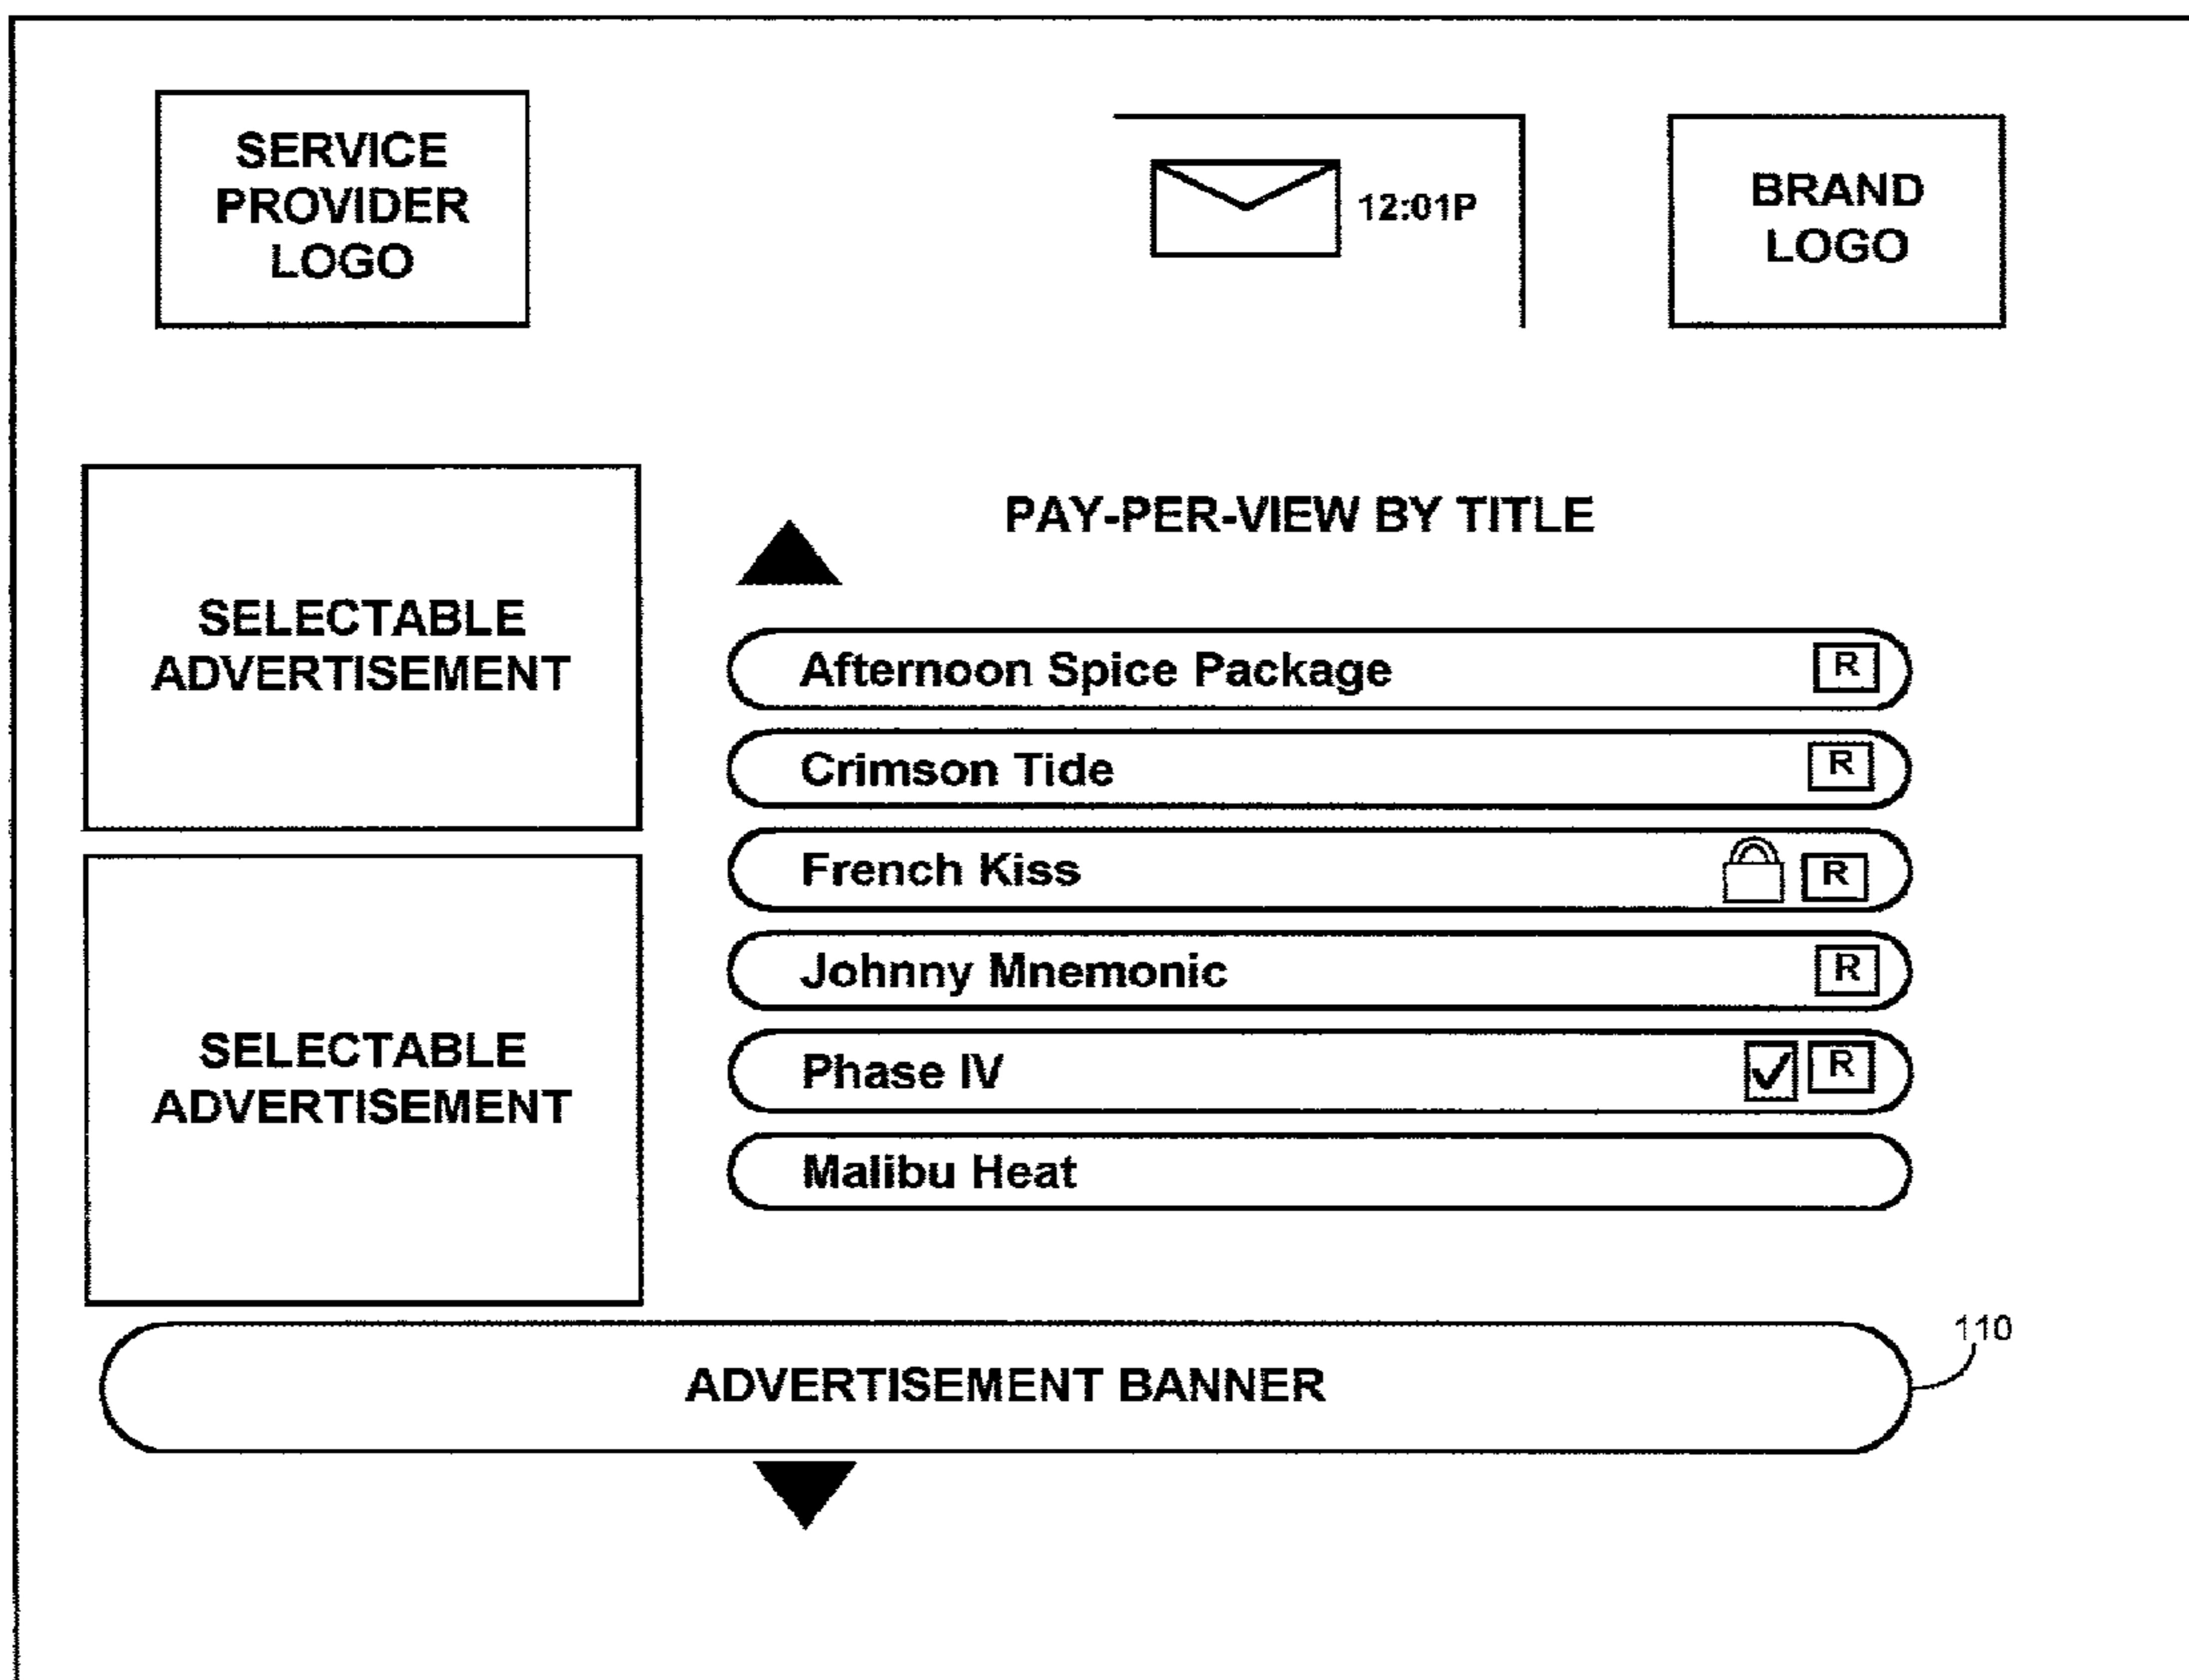 SERVICE
PROVIDER
LOGO
12:01P
BRAND
LOGO
SELECTABLE
ADVERTISEMENT
PAY-PER-VIEW BY TITLE
Afternoon Spice Package R
Crimson Tide R
French Kiss R
Johnny Mnemonic R
Phase IV R
Malibu Heat
SELECTABLE
ADVERTISEMENT
ADVERTISEMENT BANNER
110